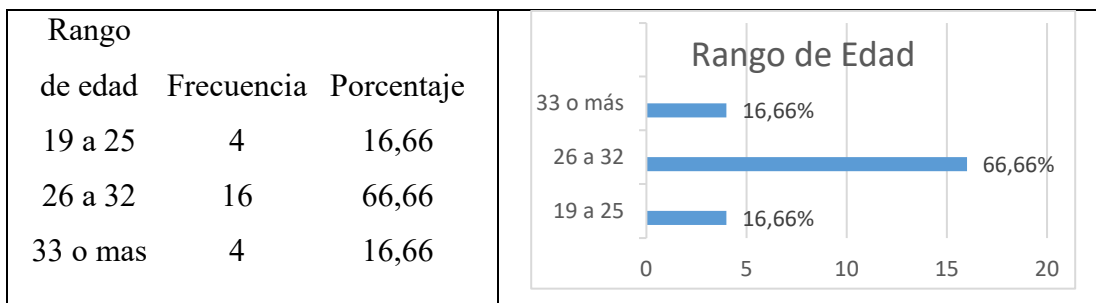 Rango
de edad Frecuencia Porcentaje
19 a 25 4 16,66
26 a 32 16 66,66
33 o mas 4 16,66
Rango de Edad
33 o más 16,66%
26 a 32 66,66%
19 a 25 16,66%
0 5 10 15 20